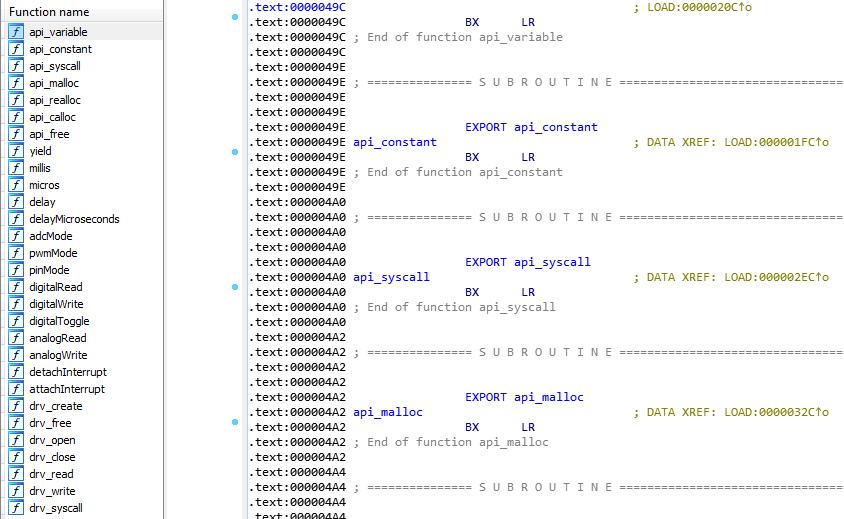 Function name
api_variable
api_constant
api_syscall
api_malloc
api_realloc
api_calloc
api_free
yield
millis
micros
delay
delayMicroseconds
adcMode
pwmMode
pinMode
digitalRead
digitalWrite
digitalToggle
analogRead
analogWrite
detachInterrupt
attachInterrupt
drv_create
drv_free
drv_open
drv_close
drv_read
drv_write
drv_syscall
.text:0000049C ; LOAD:0000020C↑o
.text:0000049C BX LR
.text:0000049C ; End of function api_variable
.text:0000049C
.text:0000049E
.text:0000049E ; =============== S U B R O U T I N E ================================
.text:0000049E
.text:0000049E
.text:0000049E EXPORT api_constant
.text:0000049E api_constant ; DATA XREF: LOAD:000001FC↑o
.text:0000049E BX LR
.text:0000049E ; End of function api_constant
.text:0000049E
.text:000004A0
.text:000004A0 ; =============== S U B R O U T I N E ================================
.text:000004A0
.text:000004A0
.text:000004A0 EXPORT api_syscall
.text:000004A0 api_syscall ; DATA XREF: LOAD:000002EC↑o
.text:000004A0 BX LR
.text:000004A0 ; End of function api_syscall
.text:000004A0
.text:000004A2
.text:000004A2 ; =============== S U B R O U T I N E ================================
.text:000004A2
.text:000004A2
.text:000004A2 EXPORT api_malloc
.text:000004A2 api_malloc ; DATA XREF: LOAD:0000032C↑o
.text:000004A2 BX LR
.text:000004A2 ; End of function api_malloc
.text:000004A2
.text:000004A4
.text:000004A4 ; =============== S U B R O U T I N E ================================
.text:000004A4
.text:000004A4